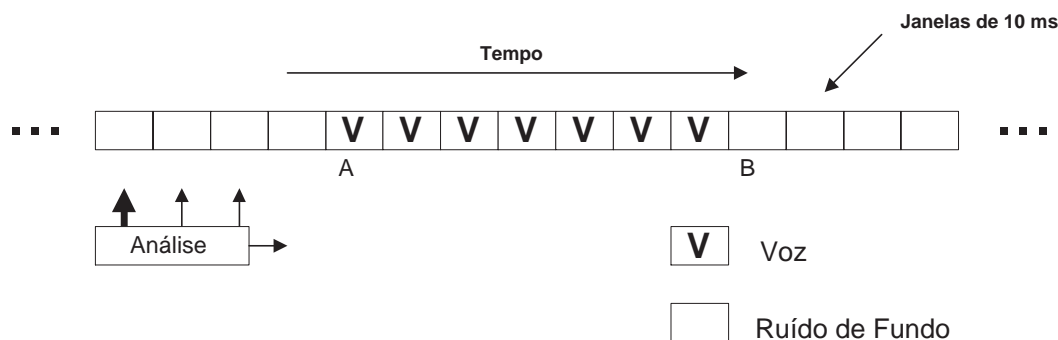 Janelas de 10 ms
Tempo
V V V V V V V
A B
Análise
V Voz
Ruído de Fundo